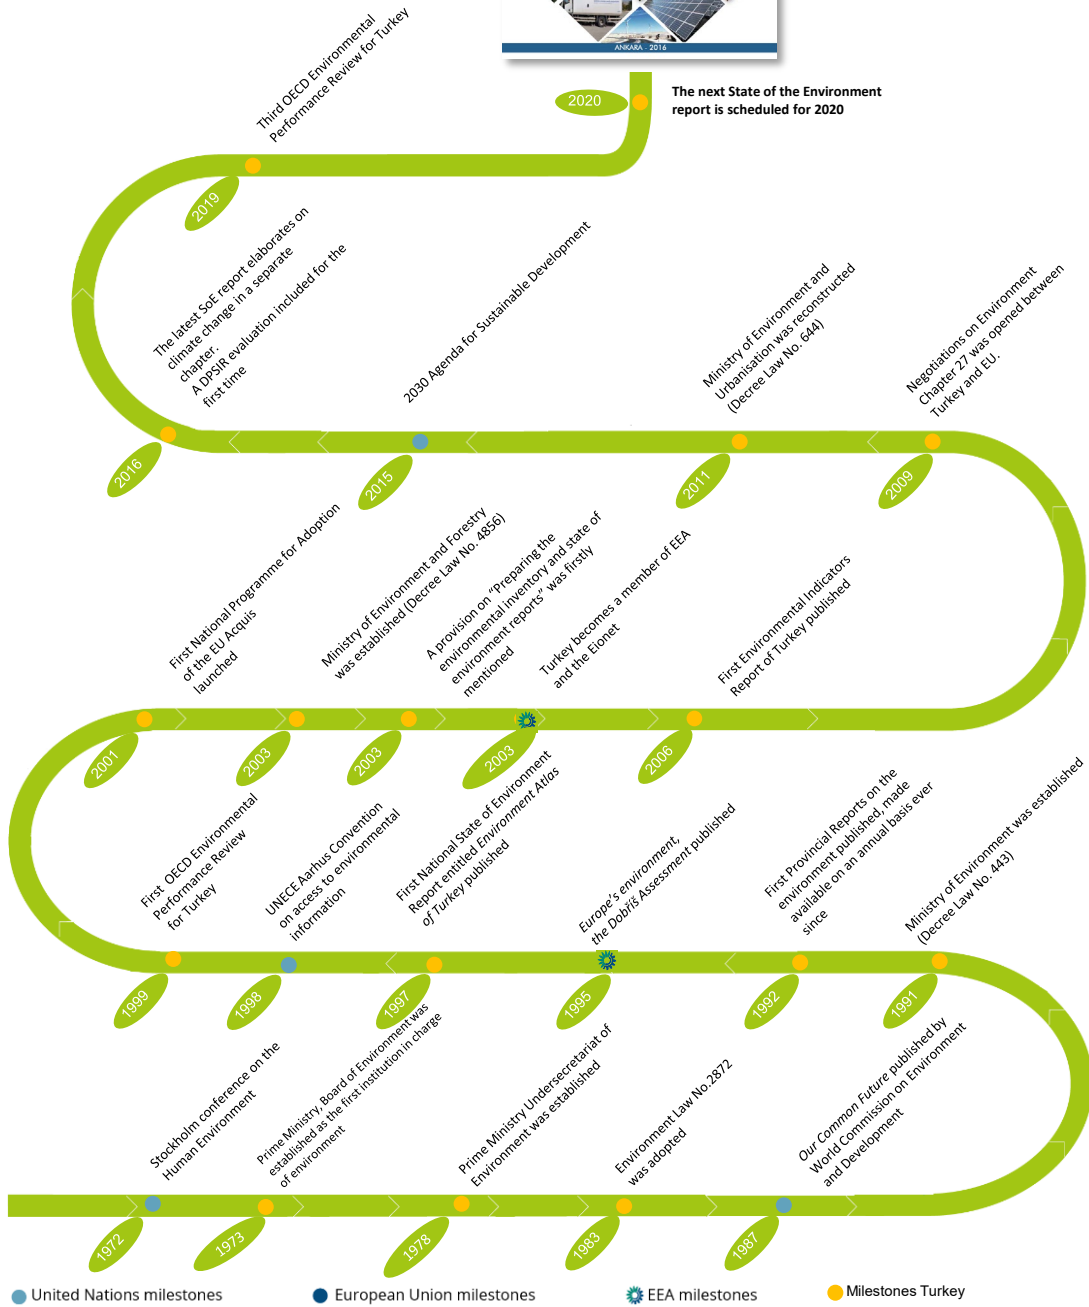 ANKARA - 2016
2020
The next State of the Environment
report is scheduled for 2020
Third OECD Environmental
Performance Review for Turkey
2019
The latest SoE report elaborates on
climate change in a separate
chapter.
A DPSIR evaluation included for the
first time
2016
2030 Agenda for Sustainable Development
2015
Ministry of Environment and
Urbanisation was reconstructed
(Decree Law No. 644)
2011
Negotiations on Environment
Chapter 27 was opened between
Turkey and EU.
2009
First National Programme for Adoption
of the EU Acquis
launched
2001
Ministry of Environment and Forestry
was established (Decree Law No. 4856)
2003
A provision on “Preparing the
environmental inventory and state of
environment reports” was firstly
mentioned
2003
Turkey becomes a member of EEA
and the Eionet
2003
First Environmental Indicators
Report of Turkey published
2006
First OECD Environmental
Performance Review
for Turkey
1999
UNECE Aarhus Convention
on access to environmental
information
1998
First National State of Environment
Report entitled Environment Atlas
of Turkey published
1997
Europe's environment,
the Dobřiš Assessment published
1995
First Provincial Reports on the
environment published, made
available on an annual basis ever
since
1992
Ministry of Environment was established
(Decree Law No. 443)
1991
Stockholm conference on the
Human Environment
1972
Prime Ministry, Board of Environment was
established as the first institution in charge
of environment
1973
Prime Ministry Undersecretariat of
Environment was established
1978
Environment Law No.2872
was adopted
1983
Our Common Future published by
World Commission on Environment
and Development
1987
United Nations milestones
European Union milestones
EEA milestones
Milestones Turkey